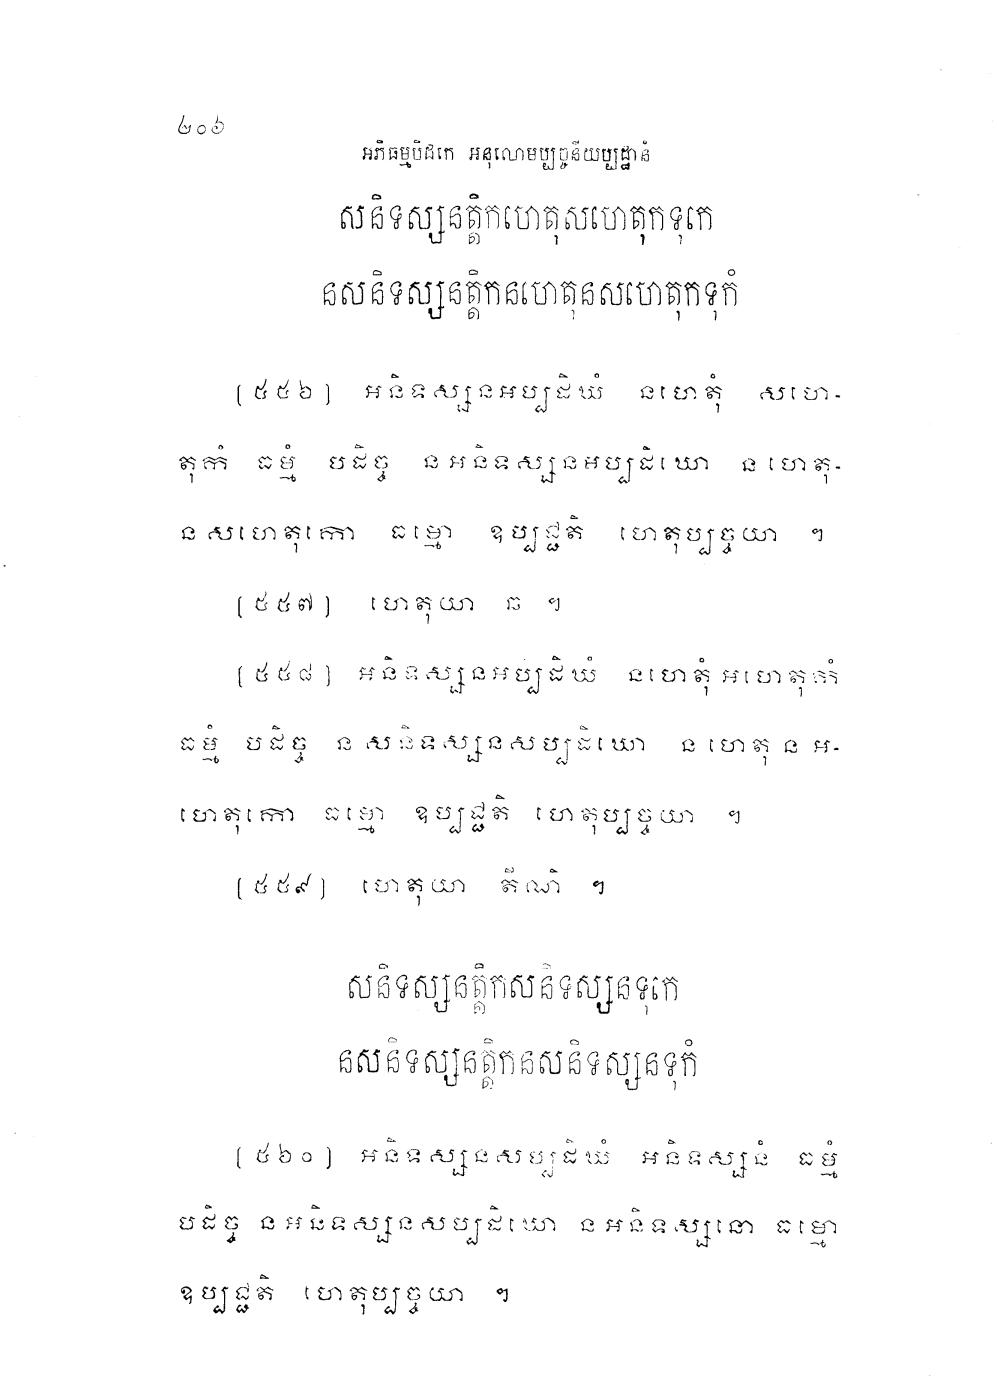 ២០៦
អភិធម្មបិដកេ អនុលោមប្បច្ចនីយប្បដ្ឋានំ
សនិទស្សនត្តិកហេតុសហេតុកទុកេ
នសនិទស្សនត្តិកនហេតុនសហេតុកទុកំ
[៥៥៦] អនិទស្សនអប្បដិឃំ នហេតុំ សហេ-
តុកំ ធម្មំ បដិច្ច នអនិទស្សនអប្បដិឃោ នហេតុ-
នសហេតុកោ ធម្មោ ឧប្បជ្ជតិ ហេតុប្បច្ចយា ។
[៥៥៧] ហេតុយា ឆ ។
[៥៥៨] អនិទស្សនអប្បដិឃំ នហេតុំអហេតុកំ
ធម្មំ បដិច្ច នសនិទស្សនសប្បដិឃោ នហេតុនអ-
ហេតុកោ ធម្មោ ឧប្បជ្ជតិ ហេតុប្បច្ចយា ។
[៥៥៩] ហេតុយា តីណិ ។
សនិទស្សនត្តិកសនិទស្សនទុកេ
នសនិទស្សនត្តិកនសនិទស្សនទុកំ
[៥៦០] អនិទស្សនសប្បដិឃំ អនិទស្សនំ ធម្មំ
បដិច្ច នអនិទស្សនសប្បដិឃោ នអនិទស្សនោ ធម្មោ
ឧប្បជ្ជតិ ហេតុប្បច្ចយា ។